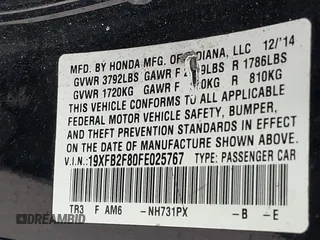 MFD. BY HONDA MFG. OF INDIANA, LLC 12/'14
GVWR 3792LBS GAWR F LBS R 1786LBS
GVWR 1720KG GAWR F KG R 810KG
THIS VEHICLE CONFORMS TO ALL APPLICABLE
FEDERAL MOTOR VEHICLE SAFETY, BUMPER,
AND THEFT PREVENTION STANDARDS IN EFFECT
ON THE DATE OF MANUFACTURE SHOWN ABOVE.
V.I.N: 19XFB2F80FE025767 TYPE: PASSENGER CAR
TR3 F AM6 -NH731PX -B -E
DREAMBID